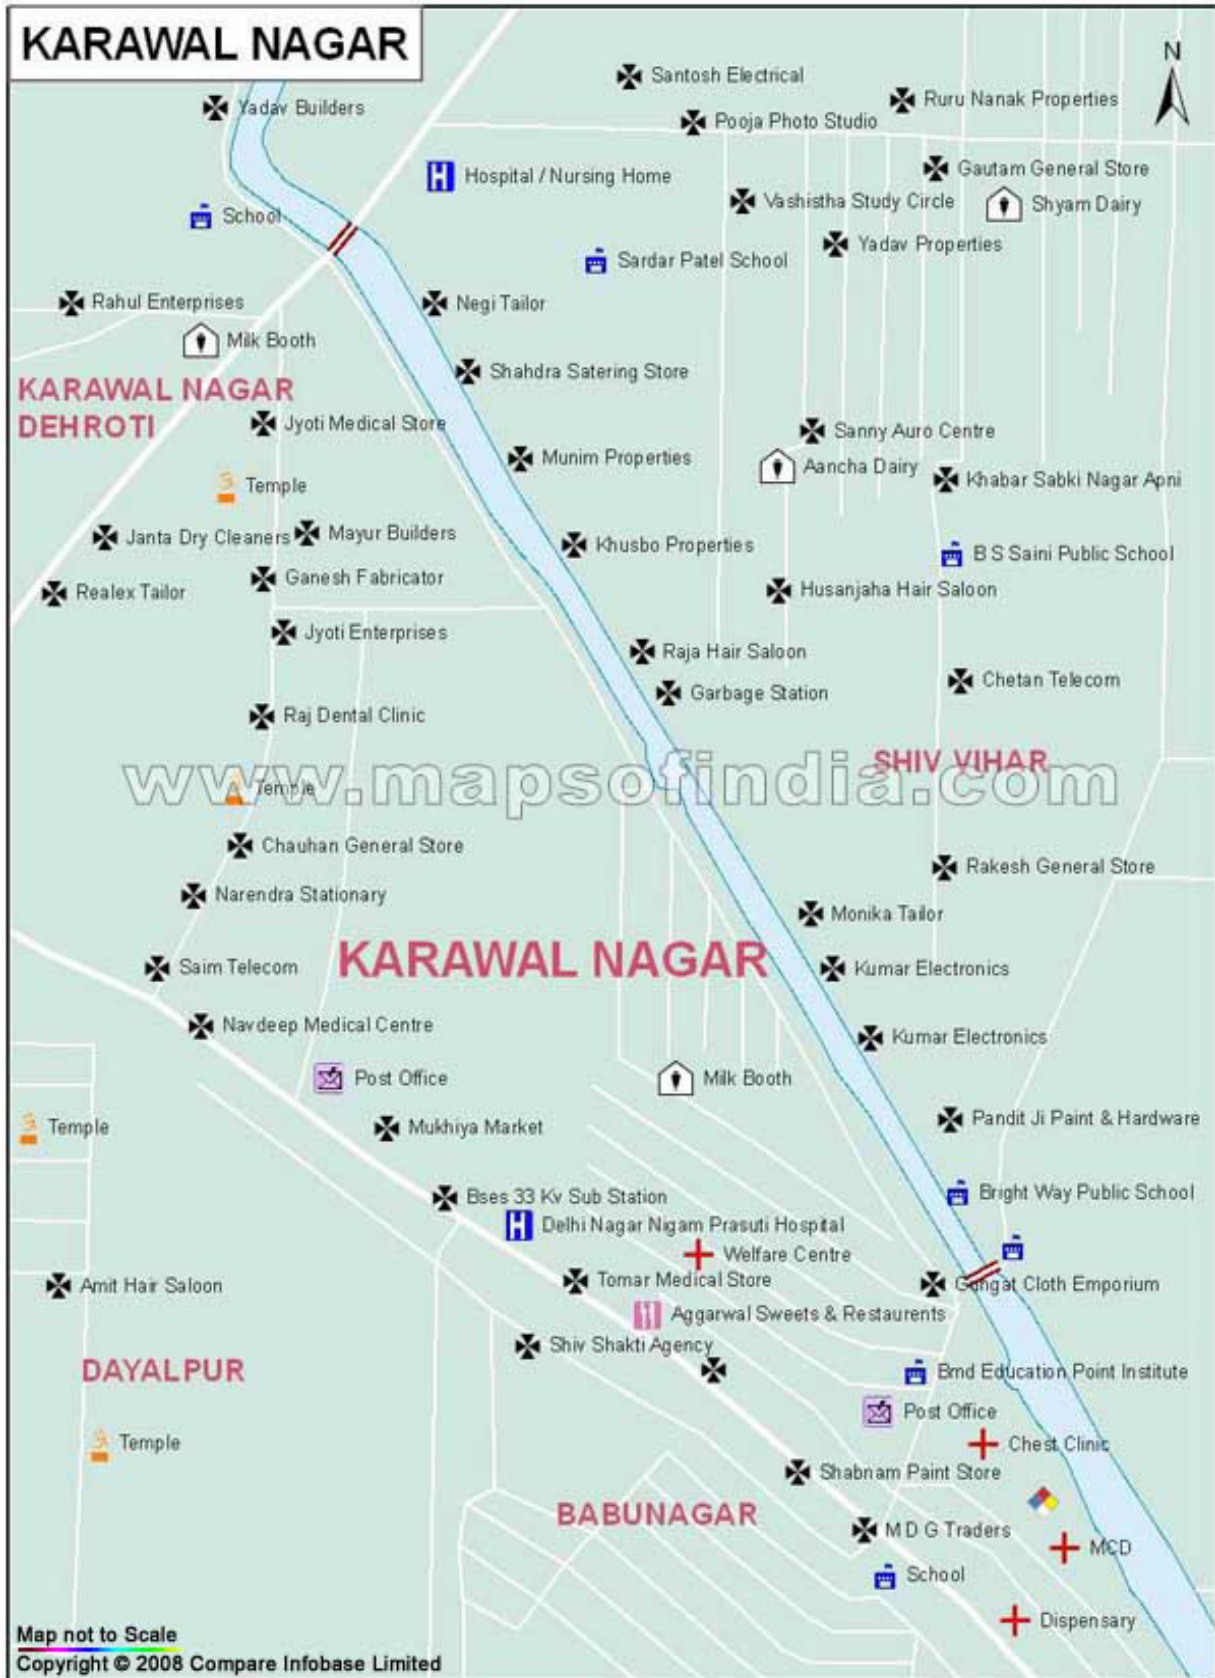 KARAWAL NAGAR
N
Santosh Electrical
Ruru Nanak Properties
Yadav Builders
Pooja Photo Studio
Gautam General Store
Hospital / Nursing Home
Vashistha Study Circle
Shyam Dairy
School
Yadav Properties
Sardar Patel School
Rahul Enterprises
Negi Tailor
Milk Booth
Shahdra Satering Store
KARAWAL NAGAR
DEHROTI
Jyoti Medical Store
Sanny Auro Centre
Munim Properties
Aancha Dairy
Khabar Sabki Nagar Apni
Temple
Janta Dry Cleaners
Mayur Builders
Khusbo Properties
B S Saini Public School
Ganesh Fabricator
Realex Tailor
Husanjaha Hair Saloon
Jyoti Enterprises
Raja Hair Saloon
Garbage Station
Chetan Telecom
Raj Dental Clinic
SHIV VIHAR
www.mapsofindia.com
Temple
Chauhan General Store
Rakesh General Store
Narendra Stationary
Monika Tailor
KARAWAL NAGAR
Saim Telecom
Kumar Electronics
Navdeep Medical Centre
Kumar Electronics
Post Office
Milk Booth
Temple
Mukhiya Market
Pandit Ji Paint & Hardware
Bses 33 Kv Sub Station
Bright Way Public School
Delhi Nagar Nigam Prasuti Hospital
Welfare Centre
Amit Hair Saloon
Tomar Medical Store
Gungat Cloth Emporium
Aggarwal Sweets & Restaurents
Shiv Shakti Agency
DAYALPUR
Bmd Education Point Institute
Post Office
Temple
Chest Clinic
Shabnam Paint Store
BABUNAGAR
M D G Traders
MCD
School
Dispensary
Map not to Scale
Copyright © 2008 Compare Infobase Limited